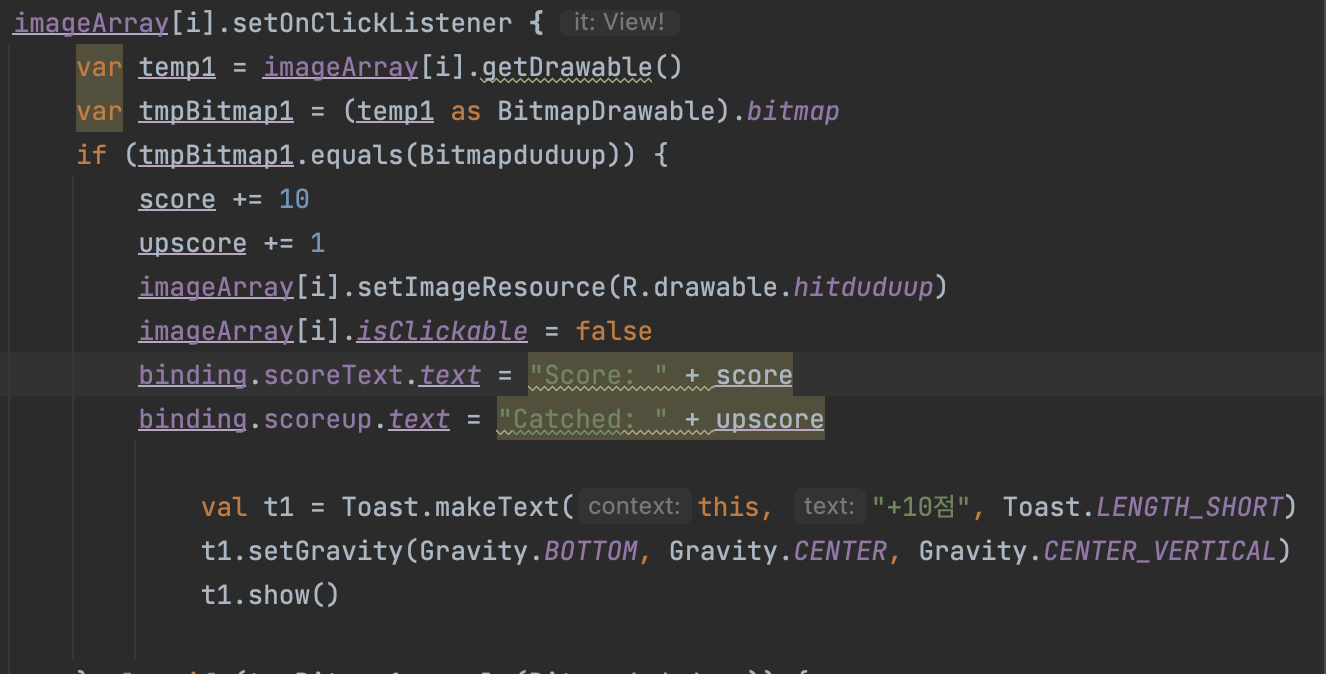 imageArray[i].setOnClickListener { it: View!
var temp1 = imageArray[i].getDrawable()
var tmpBitmap1 = (temp1 as BitmapDrawable).bitmap
if (tmpBitmap1.equals(Bitmapduduup)) {
score += 10
upscore += 1
imageArray[i].setImageResource(R.drawable.hitduduup)
imageArray[i].isClickable = false
binding.scoreText.text = "Score: " + score
binding.scoreup.text = "Catched: " + upscore
val t1 = Toast.makeText( context: this, text: "+10점", Toast.LENGTH_SHORT)
t1.setGravity(Gravity.BOTTOM, Gravity.CENTER, Gravity.CENTER_VERTICAL)
t1.show()